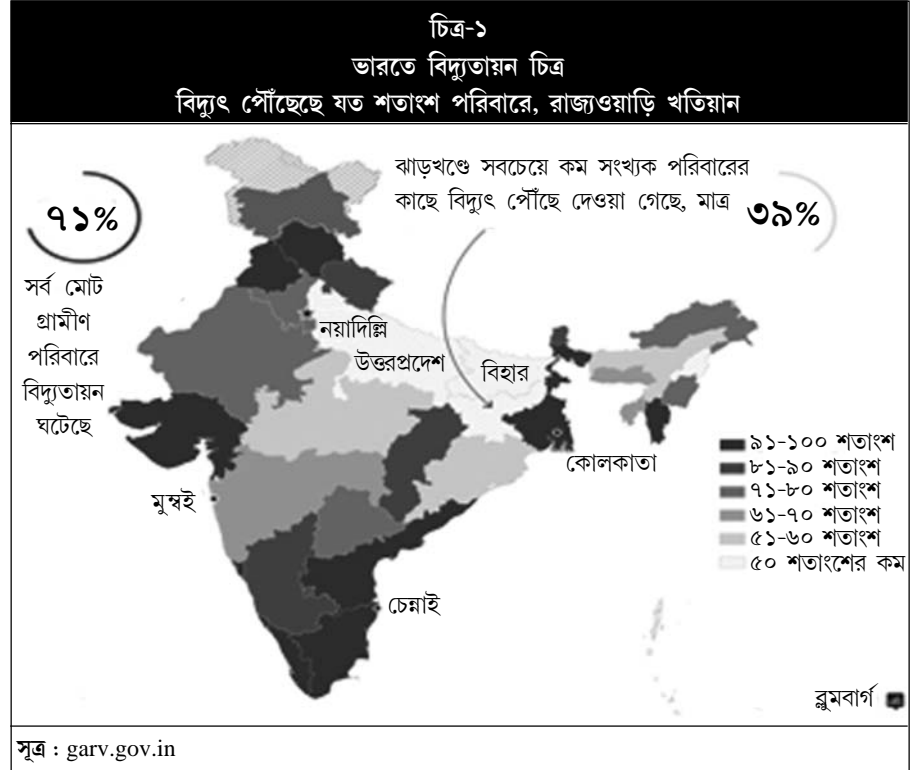 চিত্র-১
ভারতে বিদ্যুতায়ন চিত্র
বিদ্যুৎ পৌঁছেছে যত শতাংশ পরিবারে, রাজ্যওয়াড়ি খতিয়ান
ঝাড়খণ্ডে সবচেয়ে কম সংখ্যক পরিবারের
কাছে বিদ্যুৎ পৌঁছে দেওয়া গেছে, মাত্র
৩৯%
৭১%
সর্ব মোট
গ্রামীণ
পরিবারে
বিদ্যুতায়ন
ঘটেছে
নয়াদিল্লি
উত্তরপ্রদেশ
বিহার
কোলকাতা
মুম্বই
চেন্নাই
৯১-১০০ শতাংশ
৮১-৯০ শতাংশ
৭১-৮০ শতাংশ
৬১-৭০ শতাংশ
৫১-৬০ শতাংশ
৫০ শতাংশের কম
ব্লুমবার্গ
সূত্র : garv.gov.in